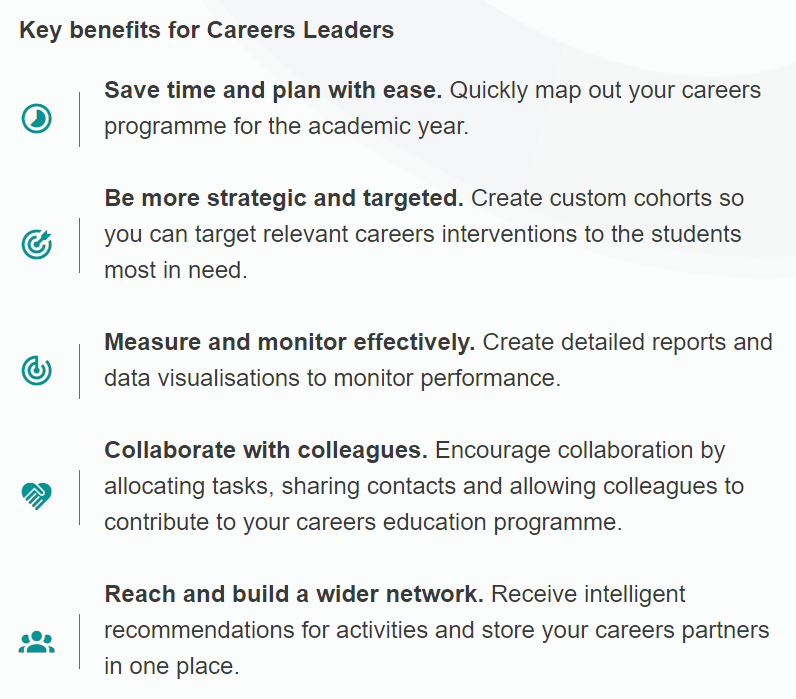 Key benefits for Careers Leaders
Save time and plan with ease. Quickly map out your careers
programme for the academic year.
Be more strategic and targeted. Create custom cohorts so
you can target relevant careers interventions to the students
most in need.
Measure and monitor effectively. Create detailed reports and
data visualisations to monitor performance.
Collaborate with colleagues. Encourage collaboration by
allocating tasks, sharing contacts and allowing colleagues to
contribute to your careers education programme.
Reach and build a wider network. Receive intelligent
recommendations for activities and store your careers partners
in one place.